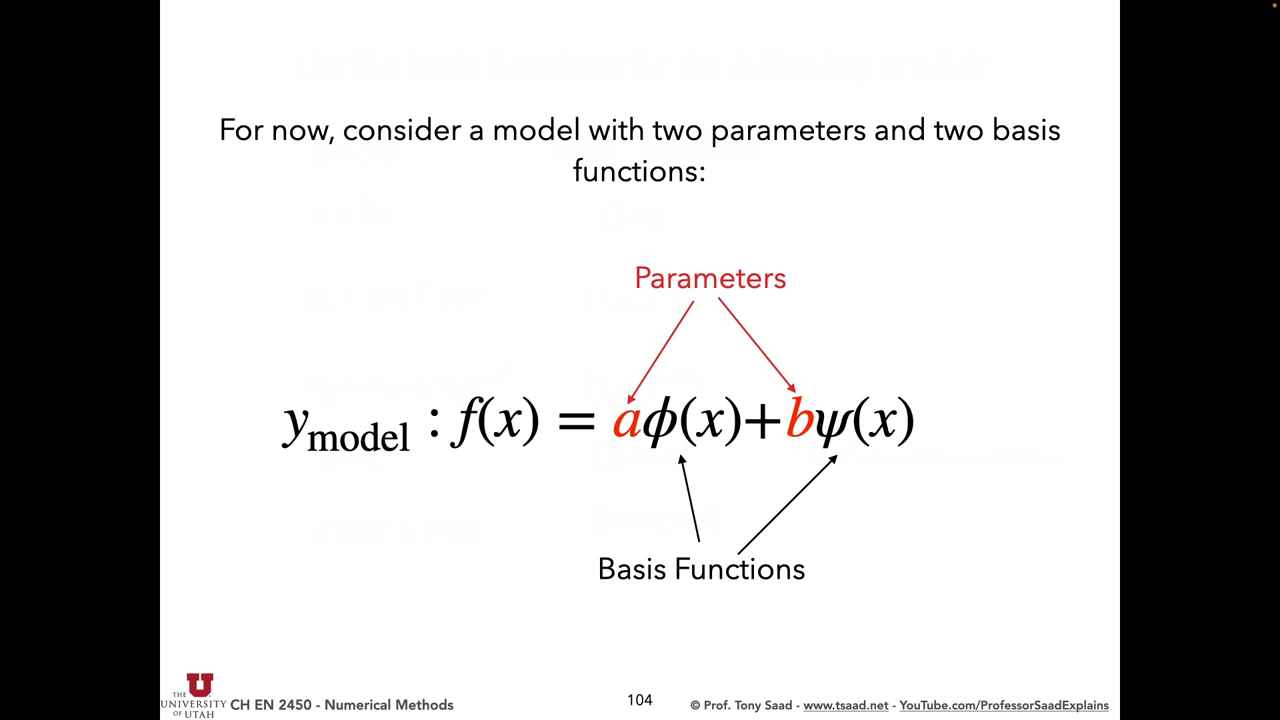 For now, consider a model with two parameters and two basis
functions:
Parameters
y_model : f(x) = aϕ(x)+bψ(x)
Basis Functions
THE
U
UNIVERSITY
OF UTAH
CH EN 2450 - Numerical Methods
104
© Prof. Tony Saad - www.tsaad.net - YouTube.com/ProfessorSaadExplains